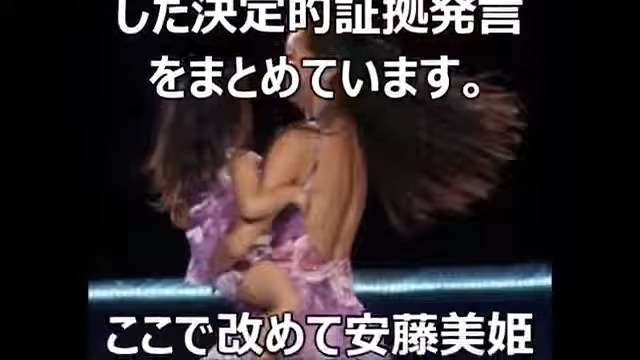 した決定的証拠発言
をまとめています。
ここで改めて安藤美姫